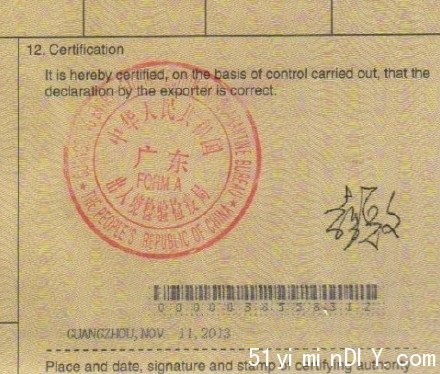 12. Certification
It is hereby certified, on the basis of control carried out, that the
declaration by the exporter is correct.
中华人民共和国
广东
FORM A
出入境检验检疫局
QUARANTINE BUREAU
★ THE PEOPLE'S REPUBLIC OF CHINA ★
GUANGZHOU, NOV 11, 2013
51yiminDIY.com
Place and date, signature and stamp of certifying authority